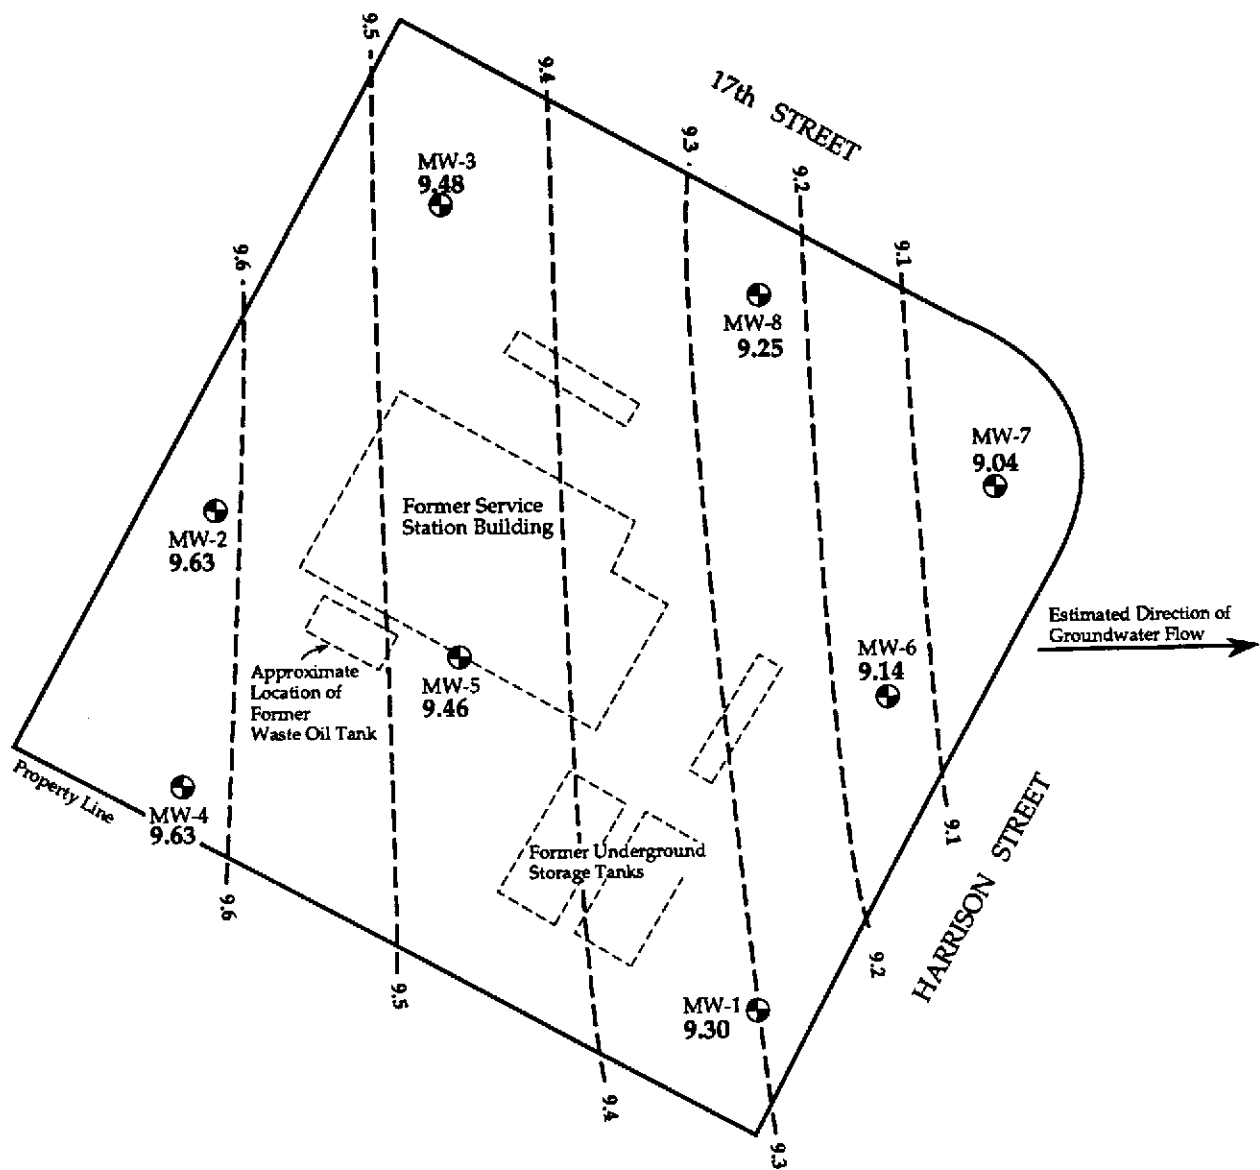 9.5
9.4
17th STREET
9.3
9.2
MW-3
9.48
9.6
9.1
MW-8
9.25
MW-7
9.04
Former Service
Station Building
MW-2
9.63
Estimated Direction of
Groundwater Flow
MW-6
9.14
Approximate
Location of
Former
Waste Oil Tank
MW-5
9.46
Property Line
MW-4
9.63
Former Underground
Storage Tanks
9.1
HARRISON STREET
9.6
9.2
9.5
MW-1
9.30
9.4
9.3